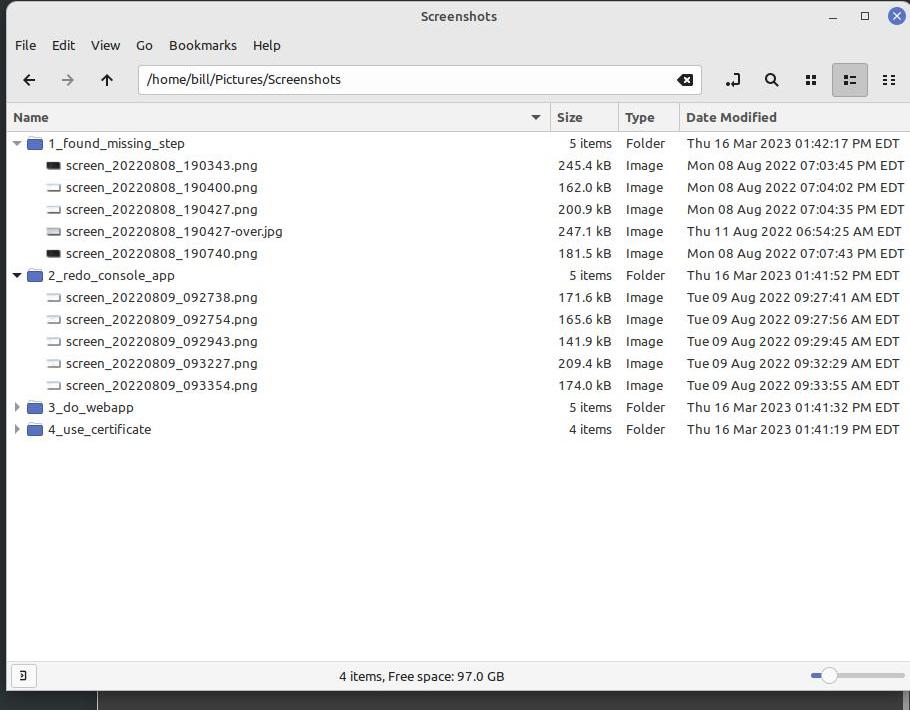 Screenshots
File Edit View Go Bookmarks Help
/home/bill/Pictures/Screenshots
Name Size Type Date Modified
1_found_missing_step 5 items Folder Thu 16 Mar 2023 01:42:17 PM EDT
screen_20220808_190343.png 245.4 kB Image Mon 08 Aug 2022 07:03:45 PM EDT
screen_20220808_190400.png 162.0 kB Image Mon 08 Aug 2022 07:04:02 PM EDT
screen_20220808_190427.png 200.9 kB Image Mon 08 Aug 2022 07:04:35 PM EDT
screen_20220808_190427-over.jpg 247.1 kB Image Thu 11 Aug 2022 06:54:25 AM EDT
screen_20220808_190740.png 181.5 kB Image Mon 08 Aug 2022 07:07:43 PM EDT
2_redo_console_app 5 items Folder Thu 16 Mar 2023 01:41:52 PM EDT
screen_20220809_092738.png 171.6 kB Image Tue 09 Aug 2022 09:27:41 AM EDT
screen_20220809_092754.png 165.6 kB Image Tue 09 Aug 2022 09:27:56 AM EDT
screen_20220809_092943.png 141.9 kB Image Tue 09 Aug 2022 09:29:45 AM EDT
screen_20220809_093227.png 209.4 kB Image Tue 09 Aug 2022 09:32:29 AM EDT
screen_20220809_093354.png 174.0 kB Image Tue 09 Aug 2022 09:33:55 AM EDT
3_do_webapp 5 items Folder Thu 16 Mar 2023 01:41:32 PM EDT
4_use_certificate 4 items Folder Thu 16 Mar 2023 01:41:19 PM EDT
4 items, Free space: 97.0 GB